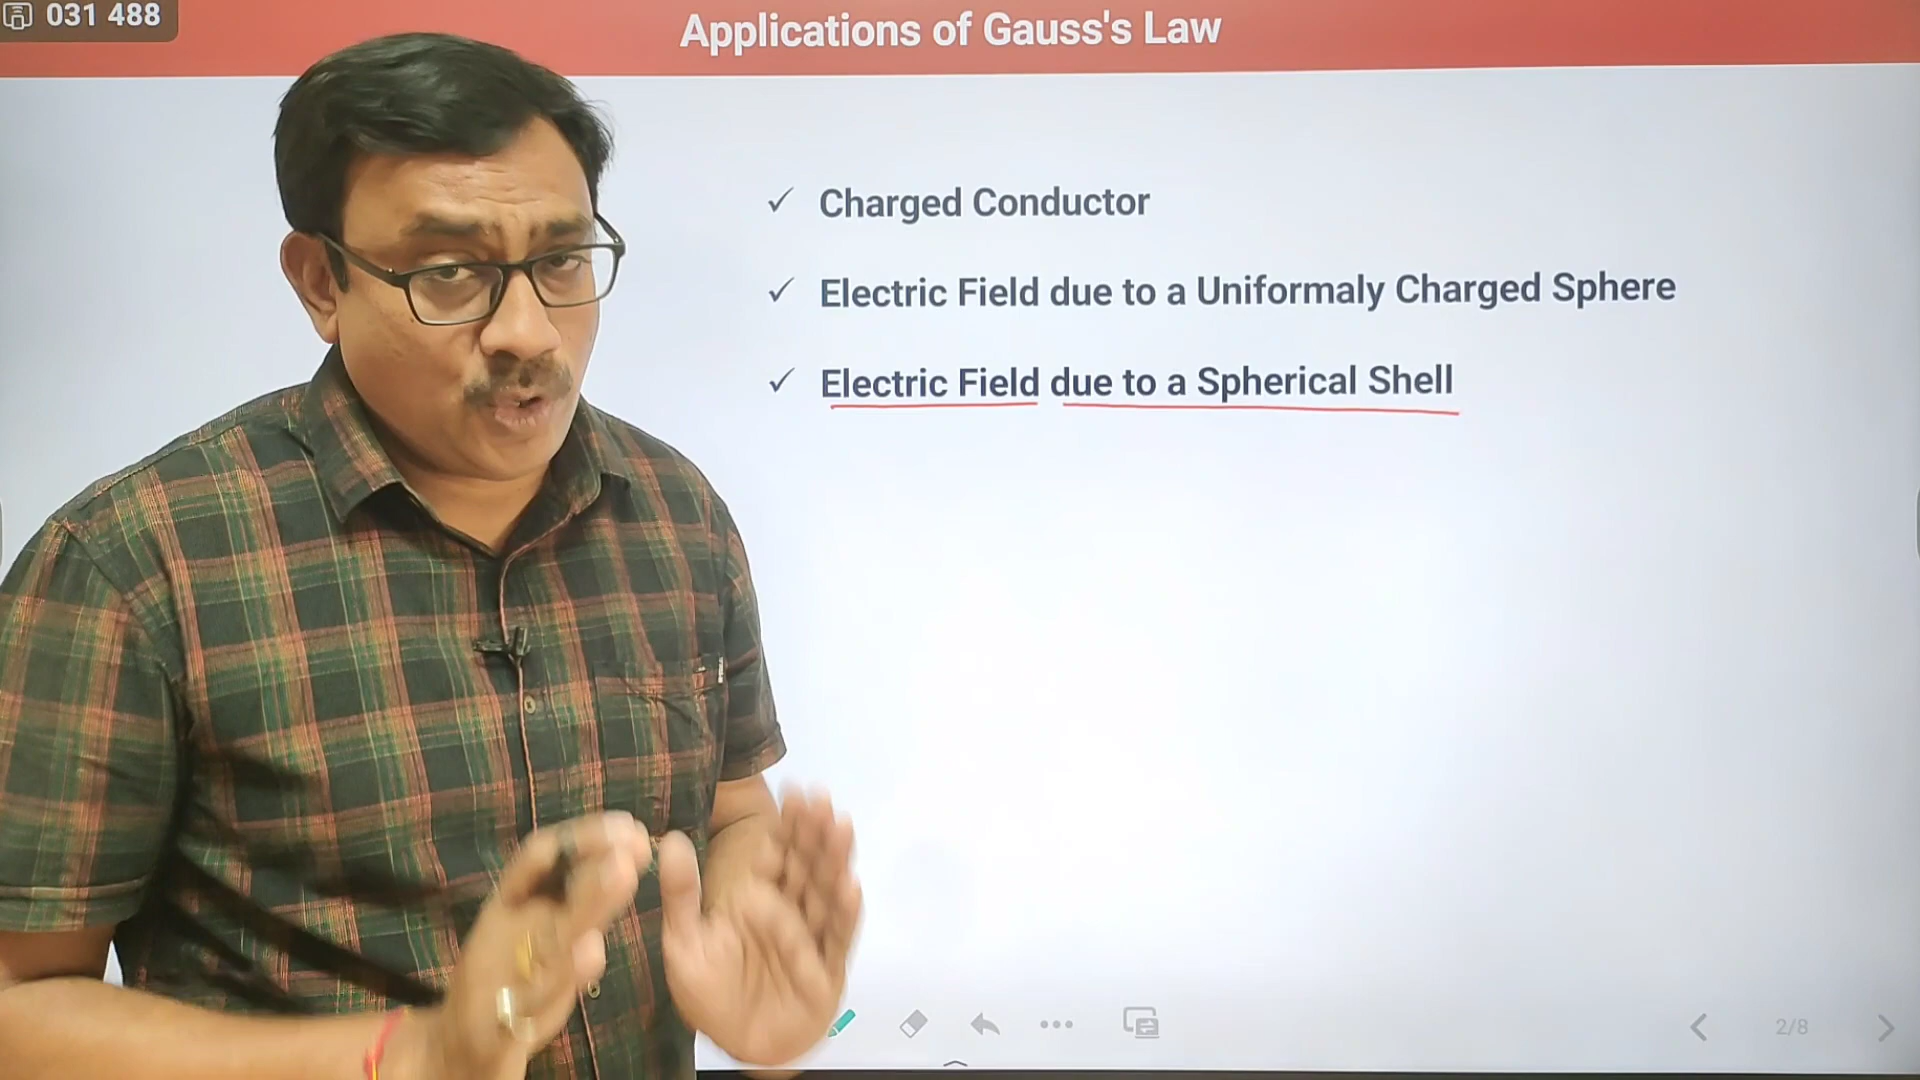 031 488
Applications of Gauss's Law
✓ Charged Conductor
✓ Electric Field due to a Uniformaly Charged Sphere
✓ Electric Field due to a Spherical Shell
2/8